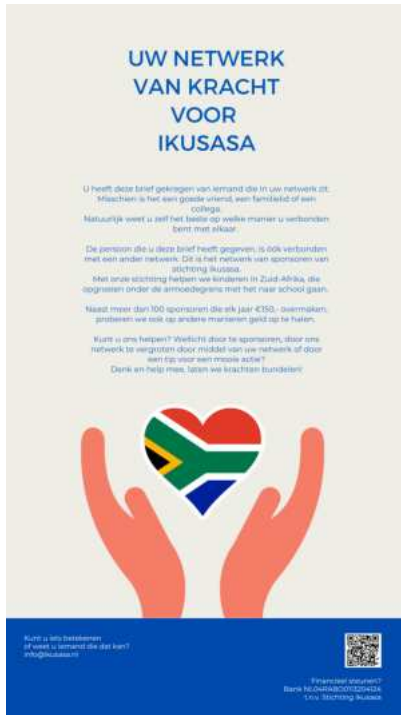 UW NETWERK
VAN KRACHT
VOOR
IKUSASA
U heeft deze brief gekregen van iemand die in uw netwerk zit.
Misschien is het een goede vriend, een familielid of een
collega.
Natuurlijk weet u zelf het beste op welke manier u verbonden
bent met elkaar.
De persoon die u deze brief heeft gegeven, is óók verbonden
met een ander netwerk. Dit is het netwerk van sponsoren van
stichting Ikusasa.
Met onze stichting helpen we kinderen in Zuid-Afrika, die
opgroeien onder de armoedegrens met het naar school gaan.
Naast meer dan 100 sponsoren die elk jaar €150,- overmaken,
proberen we ook op andere manieren geld op te halen.
Kunt u ons helpen? Wellicht door te sponsoren, door ons
netwerk te vergroten door middel van uw netwerk of door
een tip voor een mooie actie?
Denk en help mee, laten we krachten bundelen!
Kunt u iets betekenen
of weet u iemand die dat kan?
info@ikusasa.nl
Financieel steunen?
Bank
t.n.v. Stichting Ikusasa